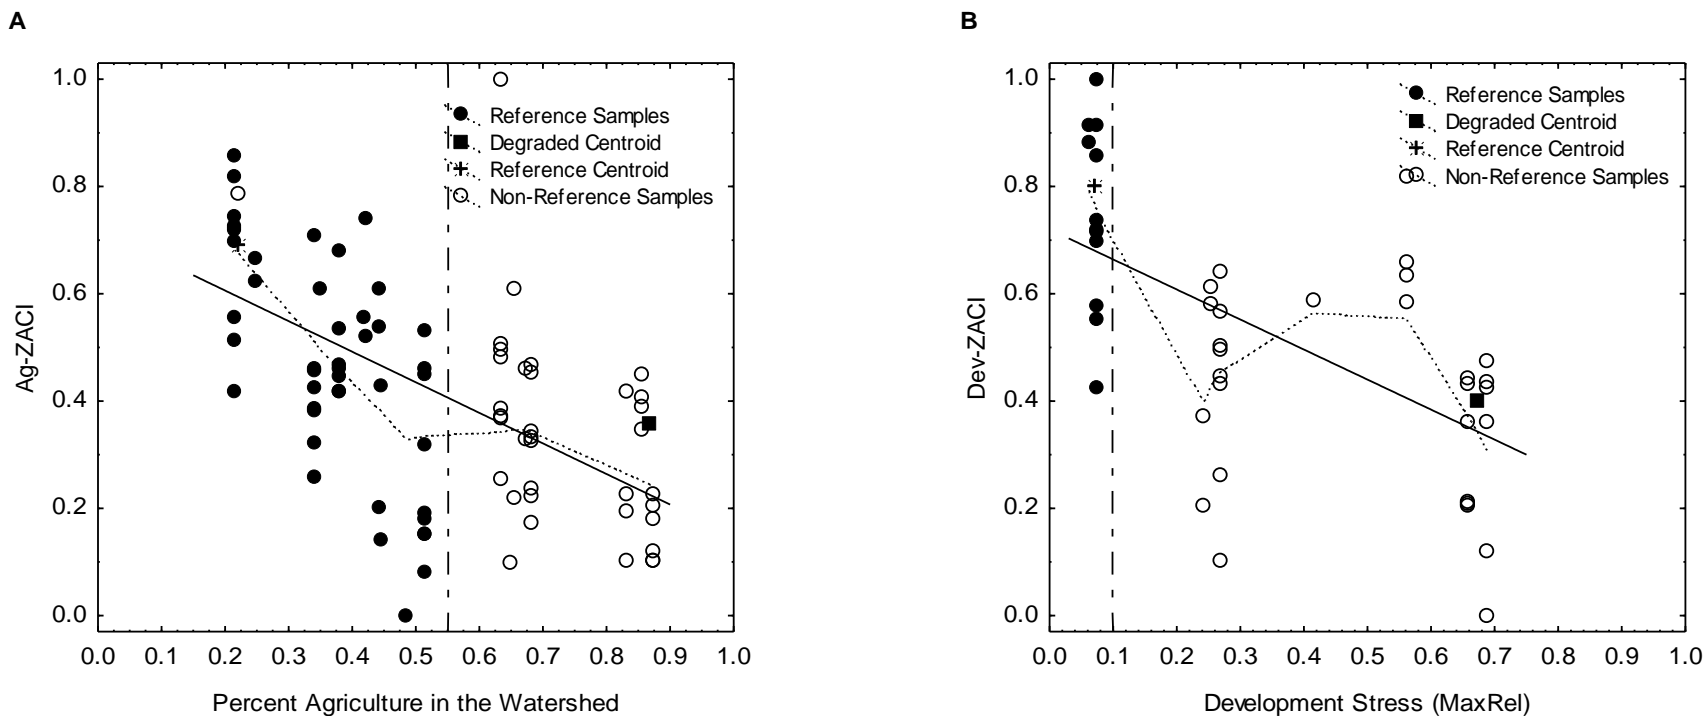 A
Ag-ZACI
1.0
0.8
0.6
0.4
0.2
0.0
Reference Samples
Degraded Centroid
Reference Centroid
Non-Reference Samples
0.0 0.1 0.2 0.3 0.4 0.5 0.6 0.7 0.8 0.9 1.0
Percent Agriculture in the Watershed
B
Dev-ZACI
1.0
0.8
0.6
0.4
0.2
0.0
Reference Samples
Degraded Centroid
Reference Centroid
Non-Reference Samples
0.0 0.1 0.2 0.3 0.4 0.5 0.6 0.7 0.8 0.9 1.0
Development Stress (MaxRel)